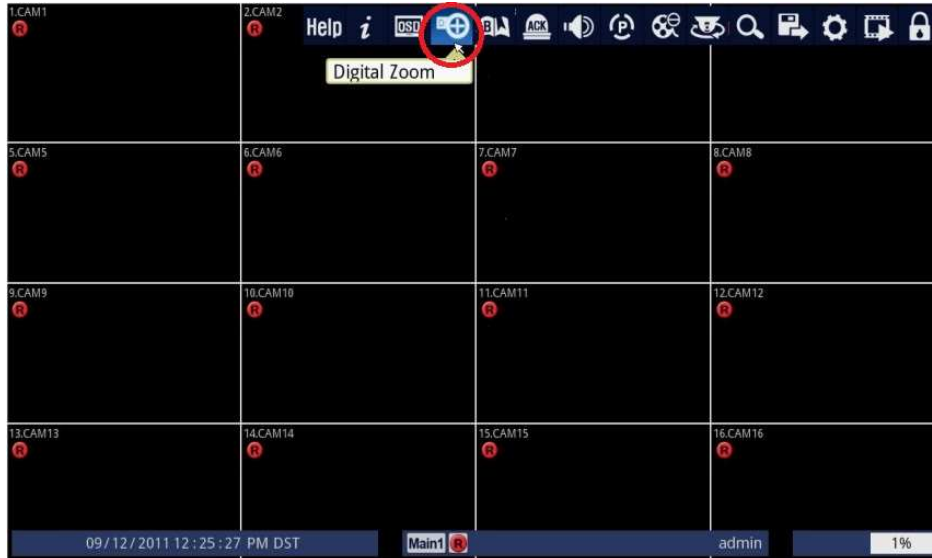 1.CAM1
2.CAM2
R
R
Help i OSD ACK P
Digital Zoom
5.CAM5
6.CAM6
7.CAM7
8.CAM8
R
R
R
R
9.CAM9
10.CAM10
11.CAM11
12.CAM12
R
R
R
R
13.CAM13
14.CAM14
15.CAM15
16.CAM16
R
R
R
R
09/12/2011 12:25:27 PM DST
Main1 R
admin
1%